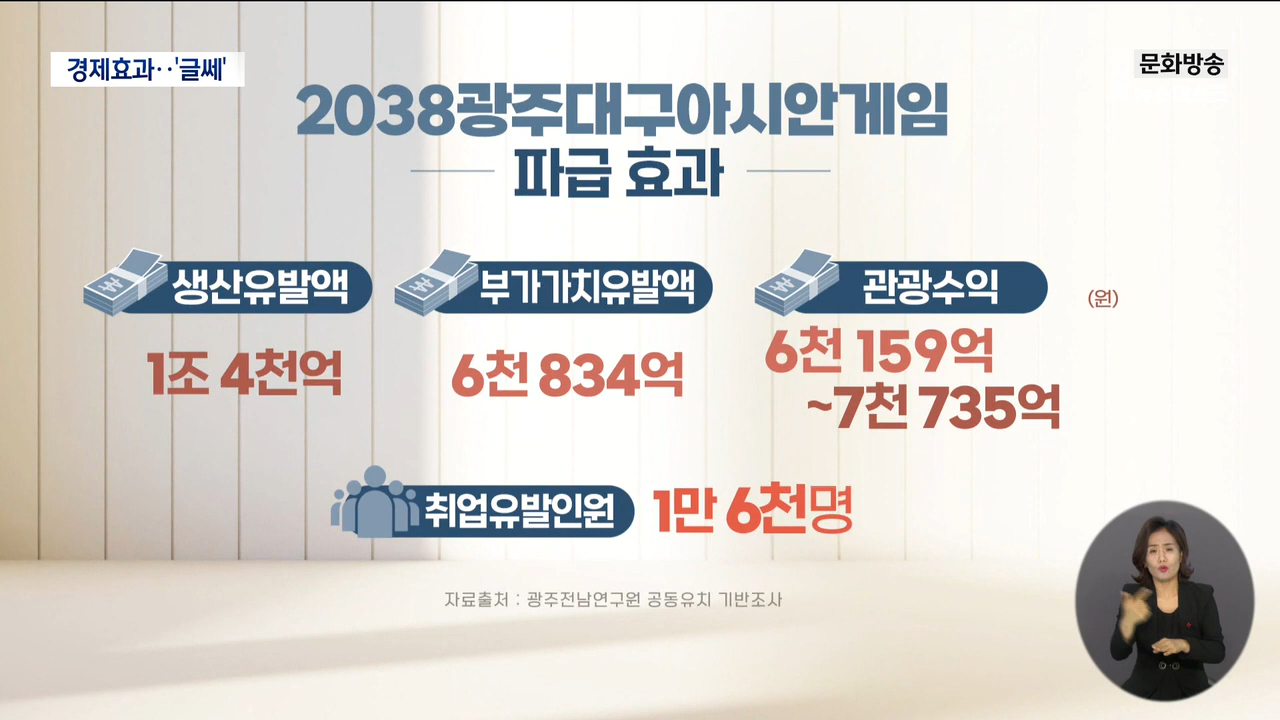 경제효과‥'글쎄'
문화방송
2038광주대구아시안게임
파급 효과
생산유발액
부가가치유발액
관광수익
(원)
1조 4천억
6천 834억
6천 159억
~7천 735억
취업유발인원
1만 6천명
자료출처 : 광주전남연구원 공동유치 기반조사